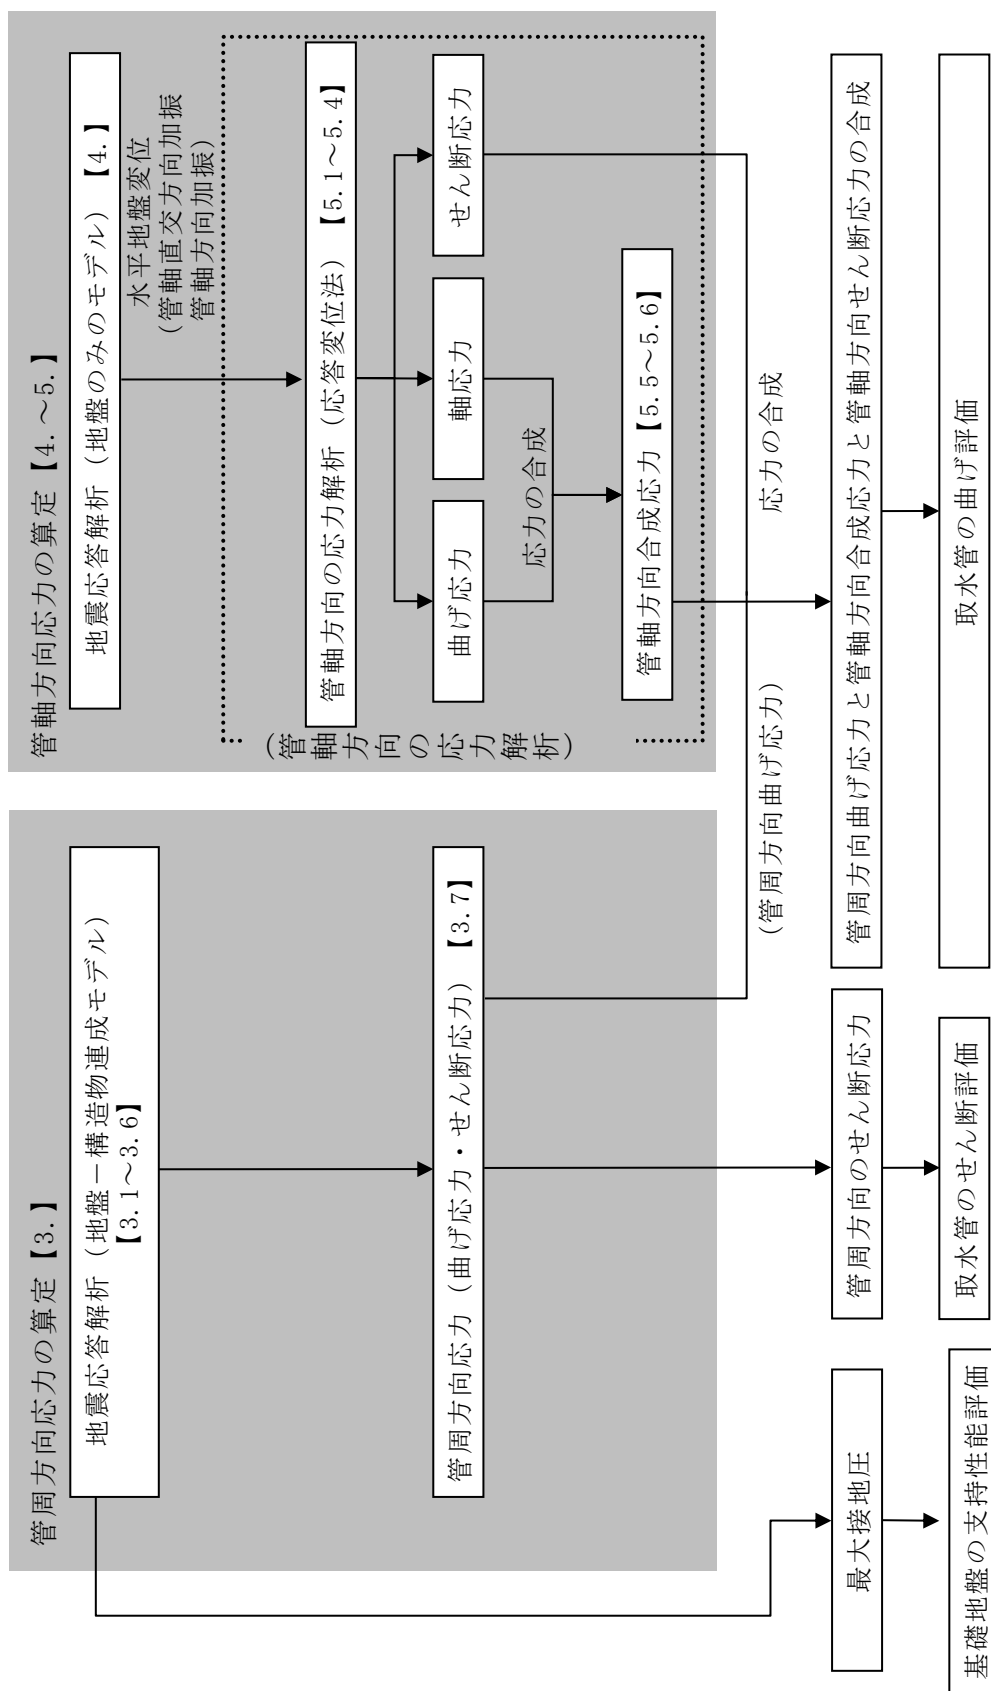 管周方向応力の算定【3.】
地震応答解析(地盤-構造物連成モデル)
【3.1~3.6】
管周方向応力(曲げ応力・せん断応力)【3.7】
管軸方向応力の算定【4.~5.】
地震応答解析(地盤のみのモデル)【4.】
水平地盤変位
(管軸直交方向加振
管軸方向加振)
管軸方向の応力解析(応答変位法)【5.1~5.4】
曲げ応力
軸応力
せん断応力
応力の合成
管軸方向合成応力【5.5~5.6】
(管軸方向の応力解析)
(管周方向曲げ応力)
応力の合成
最大接地圧
管周方向のせん断応力
管周方向曲げ応力と管軸方向合成応力と管軸方向せん断応力の合成
基礎地盤の支持性能評価
取水管のせん断評価
取水管の曲げ評価